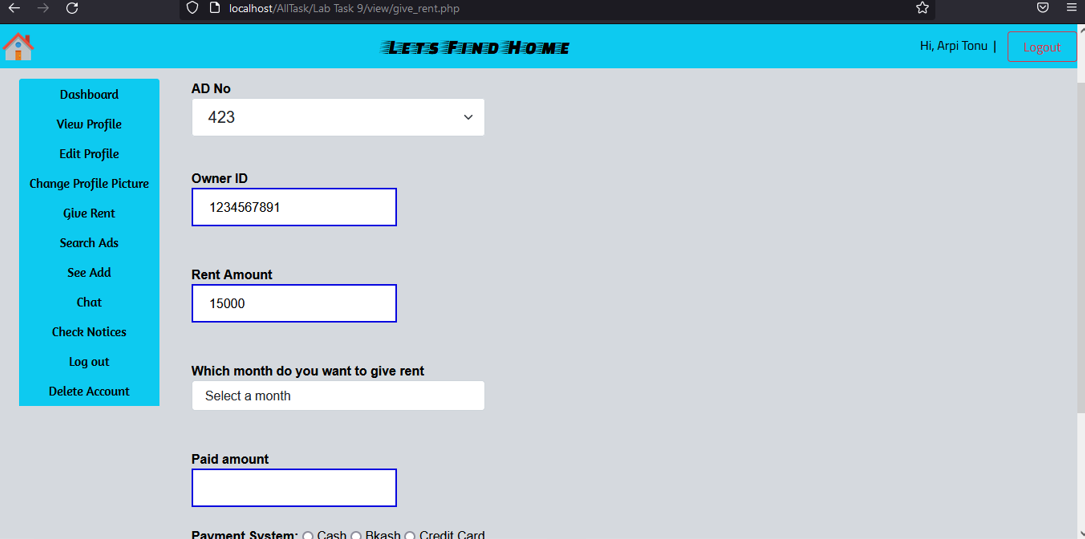 localhost/AllTask/Lab Task 9/view/give_rent.php
Lets Find Home
Hi, Arpi Tonu |
Logout
Dashboard
View Profile
Edit Profile
Change Profile Picture
Give Rent
Search Ads
See Add
Chat
Check Notices
Log out
Delete Account
AD No
423
Owner ID
1234567891
Rent Amount
15000
Which month do you want to give rent
Select a month
Paid amount
Payment System: Cash Bkash Credit Card